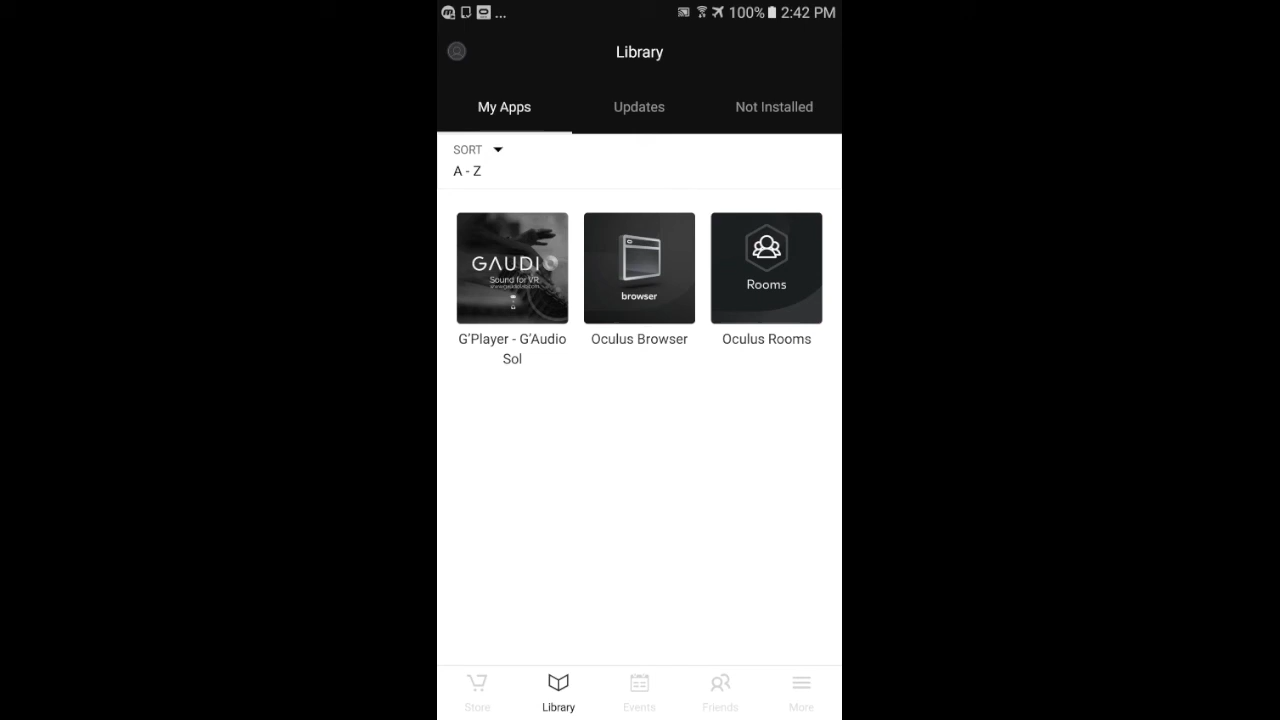 ... 100% 2:42 PM
Library
My Apps Updates Not Installed
SORT
A - Z
GAUDIO
Sound for VR
browser
Rooms
G'Player - G'Audio Sol
Oculus Browser
Oculus Rooms
Store Library Events Friends More